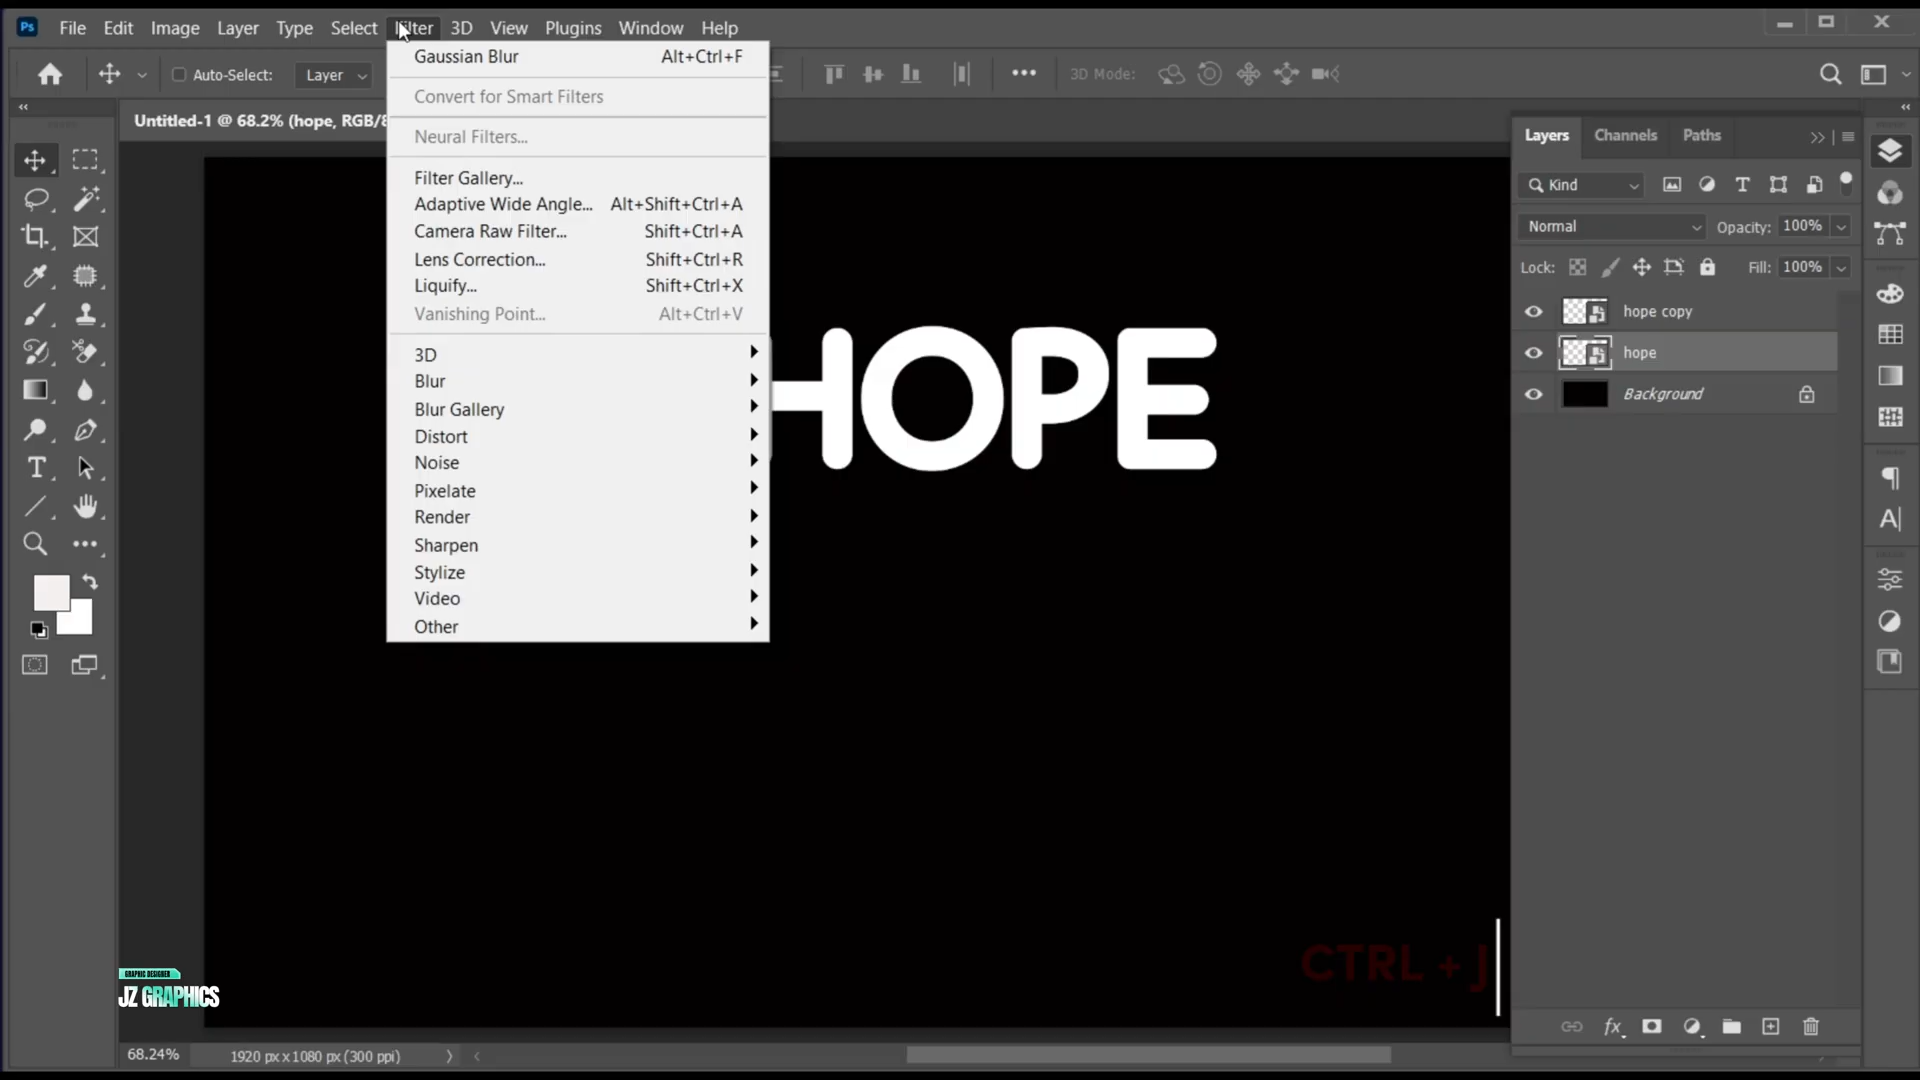 Ps File Edit Image Layer Type Select Filter 3D View Plugins Window Help
Auto-Select: Layer 3D Mode:
Untitled-1 @ 68.2% (hope, RGB/8
Gaussian Blur Alt+Ctrl+F
Convert for Smart Filters
Neural Filters...
Filter Gallery...
Adaptive Wide Angle... Alt+Shift+Ctrl+A
Camera Raw Filter... Shift+Ctrl+A
Lens Correction... Shift+Ctrl+R
Liquify... Shift+Ctrl+X
Vanishing Point... Alt+Ctrl+V
3D
Blur
Blur Gallery
Distort
Noise
Pixelate
Render
Sharpen
Stylize
Video
Other
HOPE
Layers Channels Paths
Kind
Normal Opacity: 100%
Lock: Fill: 100%
hope copy
hope
Background
CTRL + J
GRAPHIC DESIGNER
JZ GRAPHICS
68.24% 1920 px x 1080 px (300 ppi)